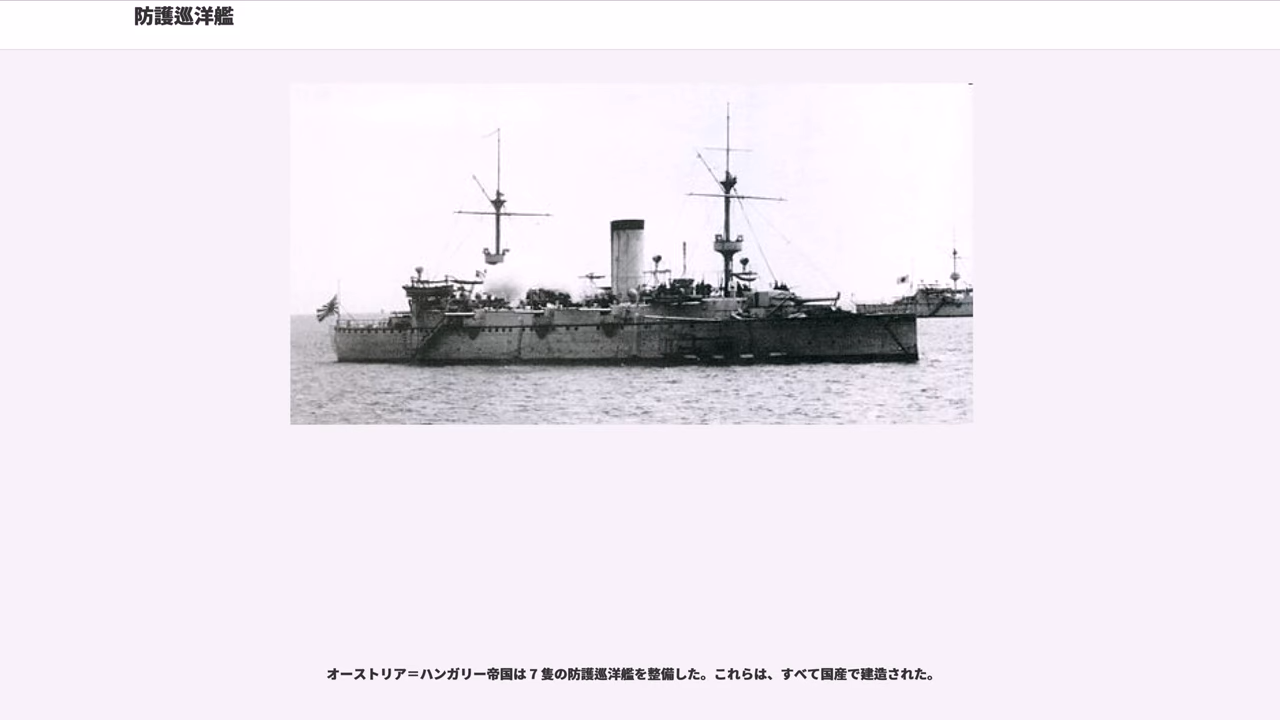 防護巡洋艦
オーストリア＝ハンガリー帝国は 7 隻の防護巡洋艦を整備した。これらは、すべて国産で建造された。